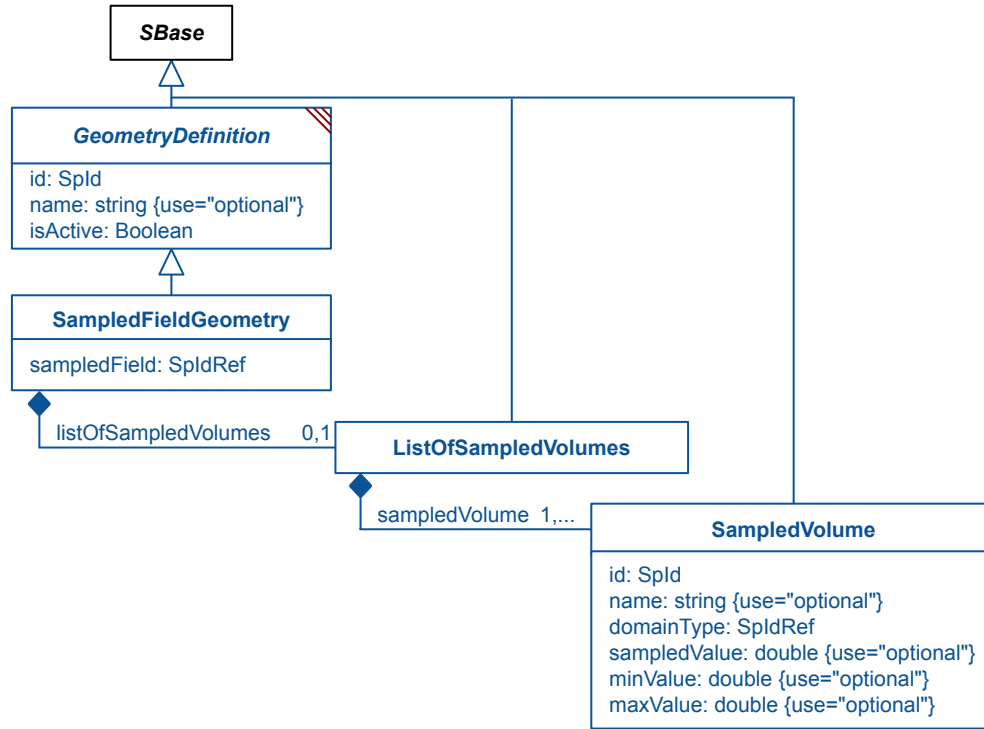 SBase
GeometryDefinition
id: SpId
name: string {use="optional"}
isActive: Boolean
SampledFieldGeometry
sampledField: SpIdRef
listOfSampledVolumes 0,1
ListOfSampledVolumes
sampledVolume 1,...
SampledVolume
id: SpId
name: string {use="optional"}
domainType: SpIdRef
sampledValue: double {use="optional"}
minValue: double {use="optional"}
maxValue: double {use="optional"}